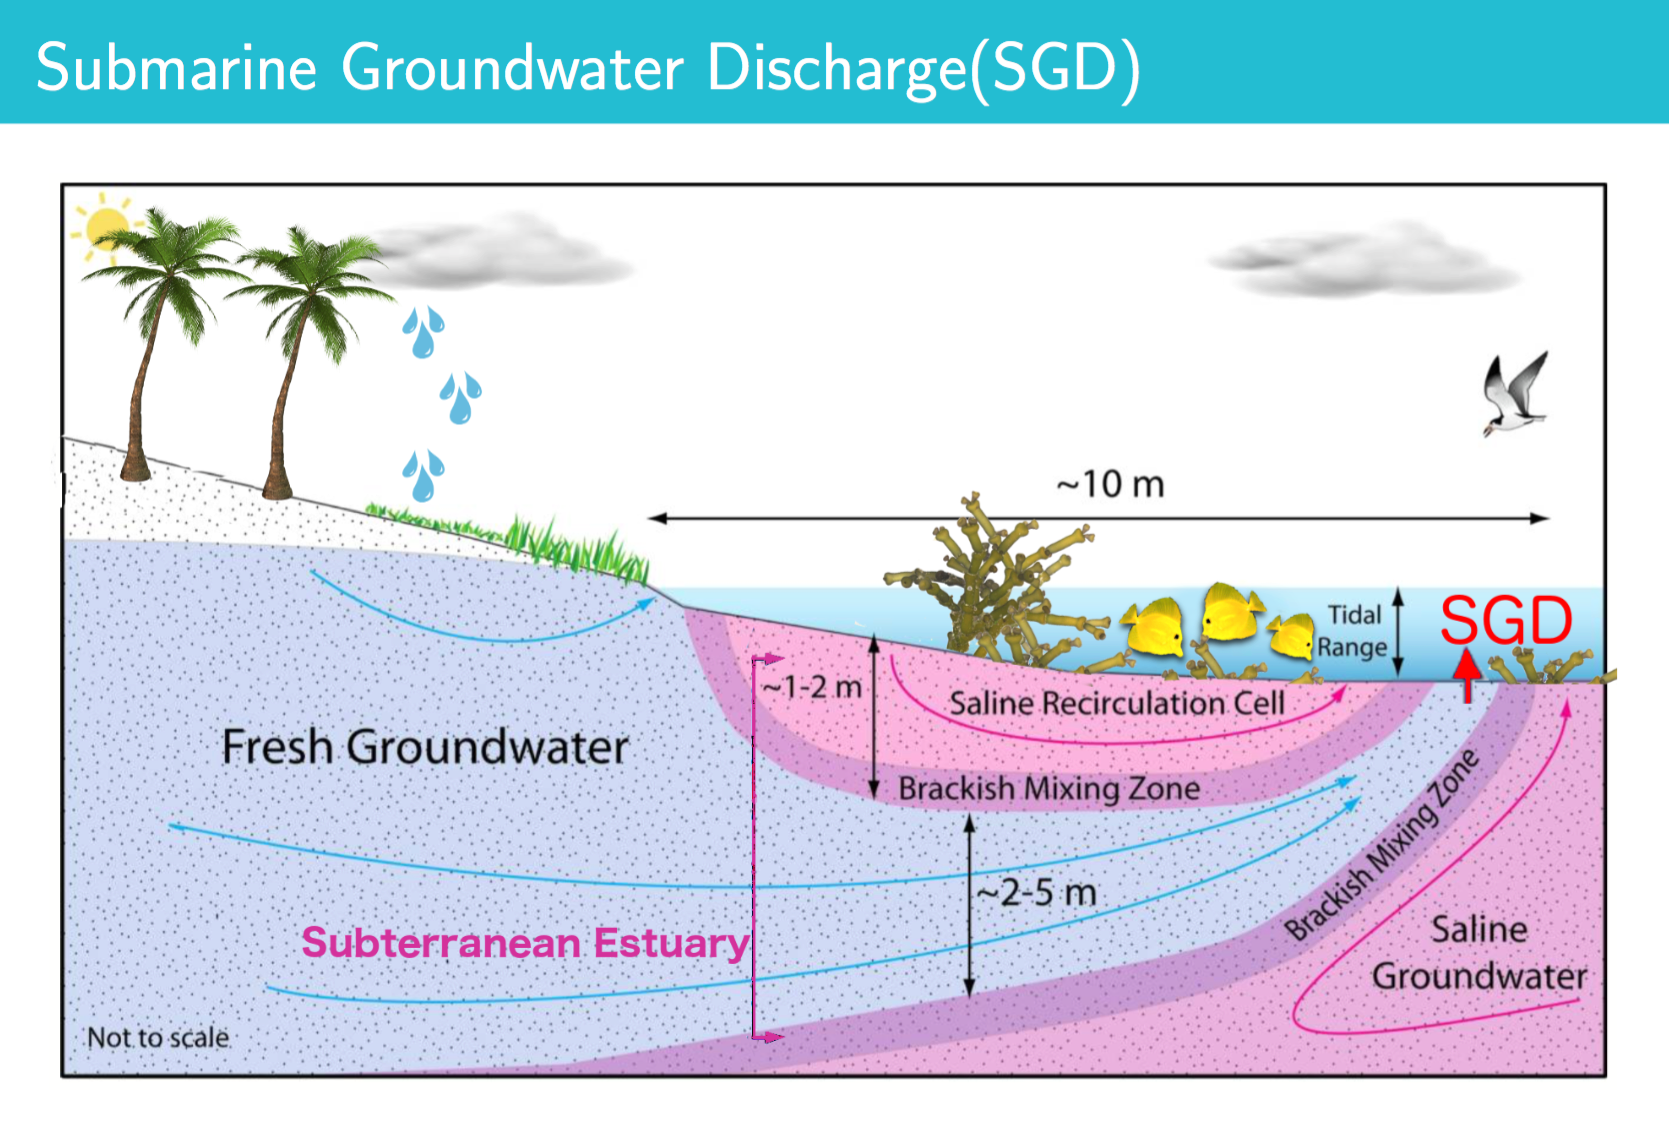 Submarine Groundwater Discharge(SGD)
~10 m
Tidal
Range
SGD
~1-2 m
Saline Recirculation Cell
Fresh Groundwater
Brackish Mixing Zone
Brackish Mixing Zone
~2-5 m
Subterranean Estuary
Saline
Groundwater
Not to scale